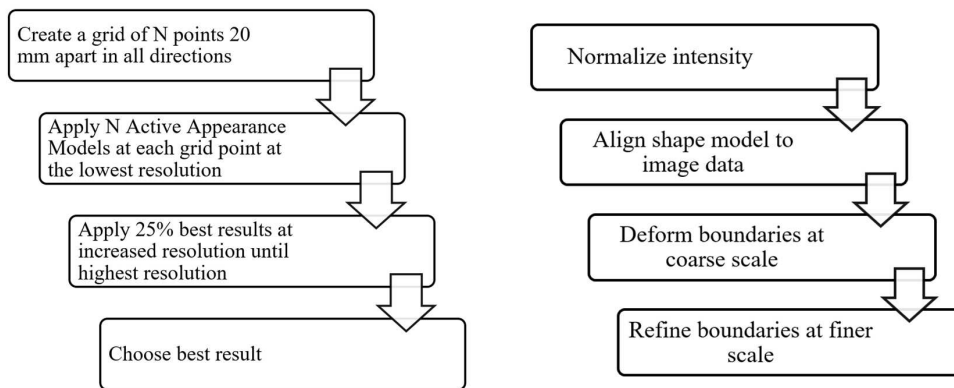 Create a grid of N points 20
mm apart in all directions
Apply N Active Appearance
Models at each grid point at
the lowest resolution
Apply 25% best results at
increased resolution until
highest resolution
Choose best result
Normalize intensity
Align shape model to
image data
Deform boundaries at
coarse scale
Refine boundaries at finer
scale